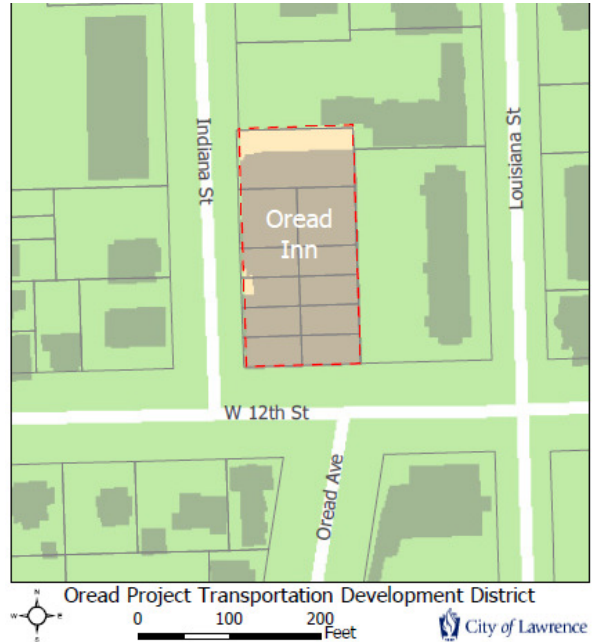 Indiana St
Louisiana St
Oread
Inn
W 12th St
Oread Ave
Oread Project Transportation Development District
N
W E
S
0 100 200
Feet
City of Lawrence